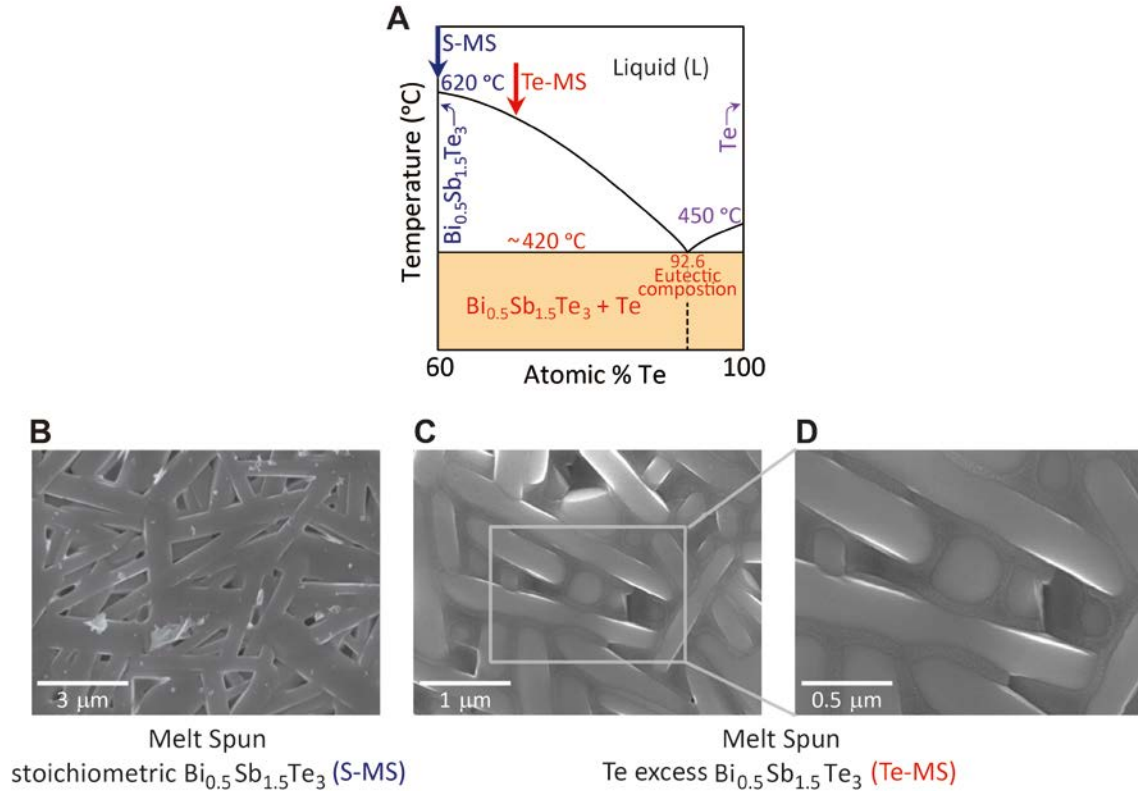 A
S-MS
Te-MS
Liquid (L)
620 °C
Bi0.5Sb1.5Te3
Te
450 °C
~420 °C
92.6
Eutectic
compostion
Bi0.5Sb1.5Te3 + Te
Temperature (°C)
60
100
Atomic % Te
B
C
D
3 μm
1 μm
0.5 μm
Melt Spun
stoichiometric Bi0.5Sb1.5Te3 (S-MS)
Melt Spun
Te excess Bi0.5Sb1.5Te3 (Te-MS)